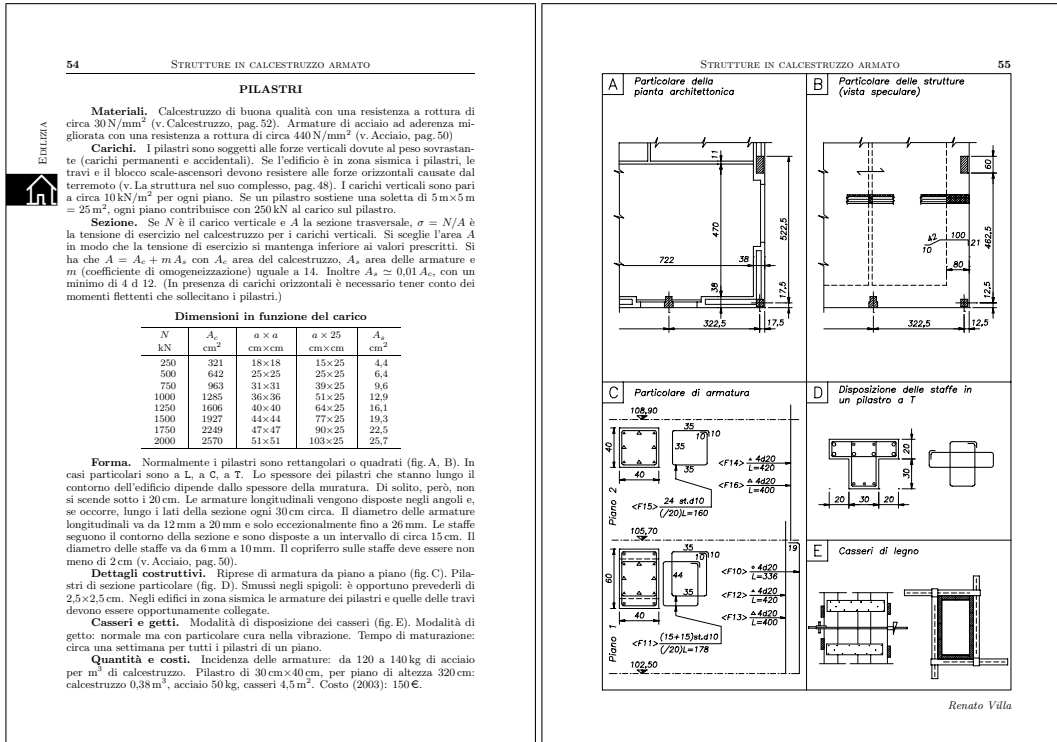 54 STRUTTURE IN CALCESTRUZZO ARMATO
PILASTRI
Materiali. Calcestruzzo di buona qualità con una resistenza a rottura di
circa 30 N/mm² (v. Calcestruzzo, pag. 52). Armature di acciaio ad aderenza mi-
gliorata con una resistenza a rottura di circa 440 N/mm² (v. Acciaio, pag. 50)
Carichi. I pilastri sono soggetti alle forze verticali dovute al peso sovrastan-
te (carichi permanenti e accidentali). Se l'edificio è in zona sismica i pilastri, le
travi e il blocco scale-ascensori devono resistere alle forze orizzontali causate dal
terremoto (v. La struttura nel suo complesso, pag. 48). I carichi verticali sono pari
a circa 10 kN/m² per ogni piano. Se un pilastro sostiene una soletta di 5 m×5 m
= 25 m², ogni piano contribuisce con 250 kN al carico sul pilastro.
Sezione. Se N è il carico verticale e A la sezione trasversale, σ = N/A è
la tensione di esercizio nel calcestruzzo per i carichi verticali. Si sceglie l'area A
in modo che la tensione di esercizio si mantenga inferiore ai valori prescritti. Si
ha che A = Ac + m As con Ac area del calcestruzzo, As area delle armature e
m (coefficiente di omogeneizzazione) uguale a 14. Inoltre As ≃ 0,01 Ac, con un
minimo di 4 d 12. (In presenza di carichi orizzontali è necessario tener conto dei
momenti flettenti che sollecitano i pilastri.)
Dimensioni in funzione del carico
N Ac a × a a × 25 As
kN cm² cm×cm cm×cm cm²
250 321 18×18 15×25 4,4
500 642 25×25 25×25 6,4
750 963 31×31 39×25 9,6
1000 1285 36×36 51×25 12,9
1250 1606 40×40 64×25 16,1
1500 1927 44×44 77×25 19,3
1750 2249 47×47 90×25 22,5
2000 2570 51×51 103×25 25,7
Forma. Normalmente i pilastri sono rettangolari o quadrati (fig. A, B). In
casi particolari sono a L, a C, a T. Lo spessore dei pilastri che stanno lungo il
contorno dell'edificio dipende dallo spessore della muratura. Di solito, però, non
si scende sotto i 20 cm. Le armature longitudinali vengono disposte negli angoli e,
se occorre, lungo i lati della sezione ogni 30 cm circa. Il diametro delle armature
longitudinali va da 12 mm a 20 mm e solo eccezionalmente fino a 26 mm. Le staffe
seguono il contorno della sezione e sono disposte a un intervallo di circa 15 cm. Il
diametro delle staffe va da 6 mm a 10 mm. Il copriferro sulle staffe deve essere non
meno di 2 cm (v. Acciaio, pag. 50).
Dettagli costruttivi. Riprese di armatura da piano a piano (fig. C). Pila-
stri di sezione particolare (fig. D). Smussi negli spigoli: è opportuno prevederli di
2,5×2,5 cm. Negli edifici in zona sismica le armature dei pilastri e quelle delle travi
devono essere opportunamente collegate.
Casseri e getti. Modalità di disposizione dei casseri (fig. E). Modalità di
getto: normale ma con particolare cura nella vibrazione. Tempo di maturazione:
circa una settimana per tutti i pilastri di un piano.
Quantità e costi. Incidenza delle armature: da 120 a 140 kg di acciaio
per m³ di calcestruzzo. Pilastro di 30 cm×40 cm, per piano di altezza 320 cm:
calcestruzzo 0,38 m³, acciaio 50 kg, casseri 4,5 m². Costo (2003): 150 €.
EDILIZIA
STRUTTURE IN CALCESTRUZZO ARMATO 55
A Particolare della
pianta architettonica
11
470
522,5
722
38
38
17,5
322,5
17,5
B Particolare delle strutture
(vista speculare)
60
462,5
42
100
10
21
80
12,5
322,5
12,5
C Particolare di armatura
108,90
35
10
10
35
40
40
<F14> 4d20
L=420
<F16> 4d20
L=400
<F15> 24 st.d10
(/20)L=160
Piano 2
105,70
35
10
10
19
44
35
60
40
<F10> 4d20
L=336
<F12> 4d20
L=420
<F13> 4d20
L=400
<F11> (15+15)st.d10
(/20)L=178
Piano 1
102,50
D Disposizione delle staffe in
un pilastro a T
20
30
20 30 20
E Casseri di legno
Renato Villa